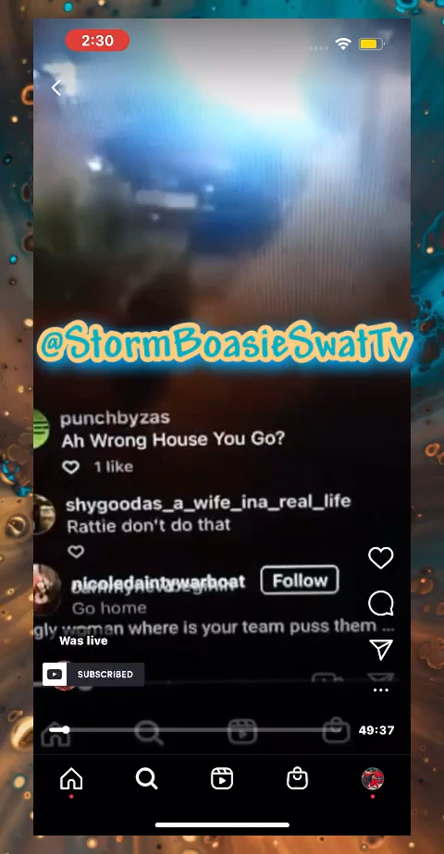 2:30
@StormBoasieSwatTv
punchbyzas
Ah Wrong House You Go?
1 like
shygoodas_a_wife_ina_real_life
Rattie don't do that
nicoledaintywarboat
Follow
Go home
gly woman where is your team puss them ...
Was live
SUBSCRIBED
49:37